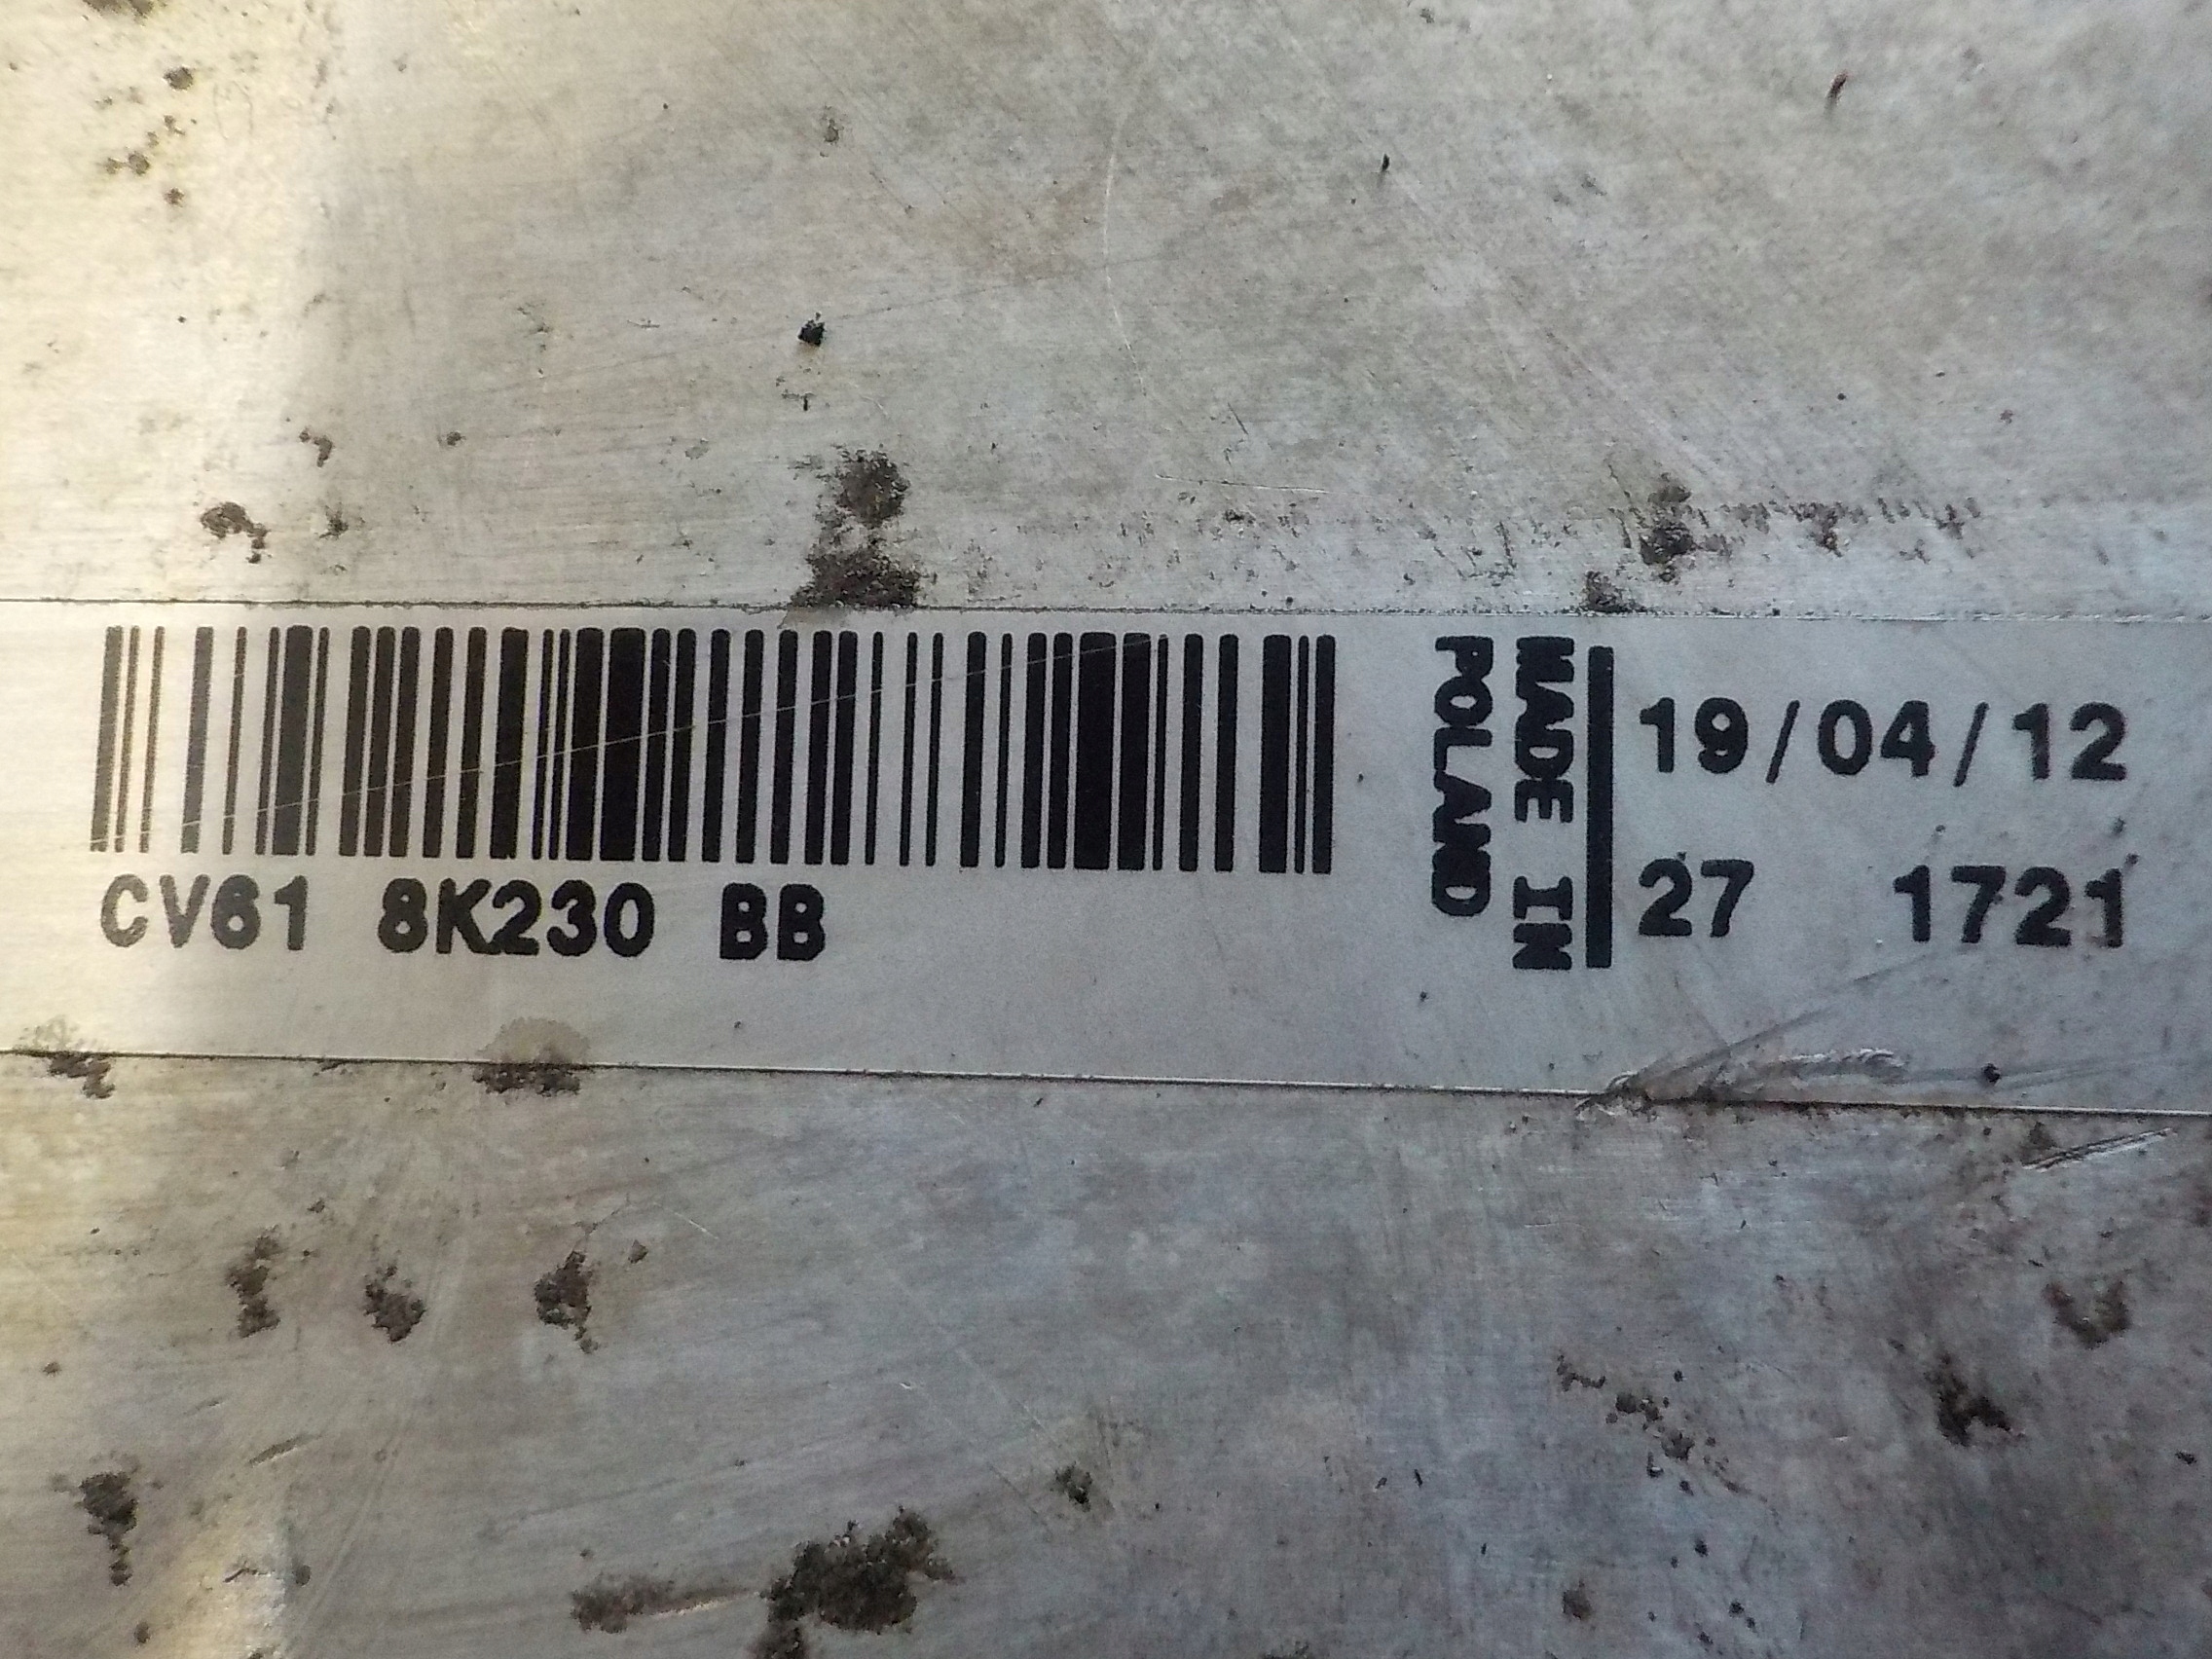 CV61 8K230 BB
MADE IN
POLAND
19/04/12
27 1721